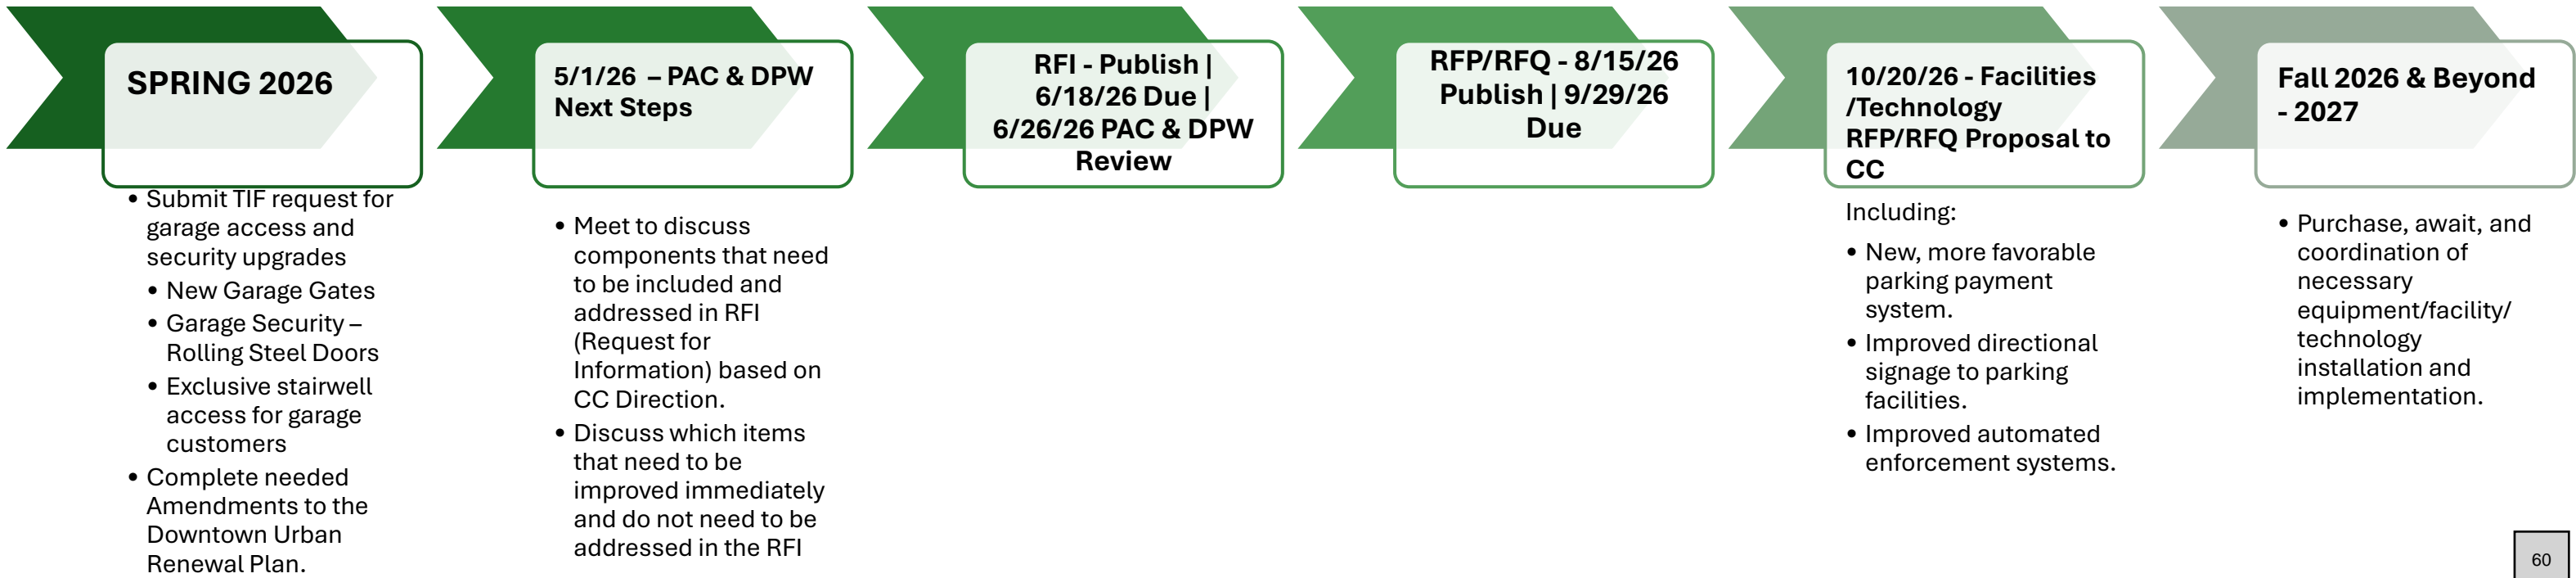 SPRING 2026
• Submit TIF request for
garage access and
security upgrades
• New Garage Gates
• Garage Security –
Rolling Steel Doors
• Exclusive stairwell
access for garage
customers
• Complete needed
Amendments to the
Downtown Urban
Renewal Plan.
5/1/26 – PAC & DPW
Next Steps
• Meet to discuss
components that need
to be included and
addressed in RFI
(Request for
Information) based on
CC Direction.
• Discuss which items
that need to be
improved immediately
and do not need to be
addressed in the RFI
RFI - Publish |
6/18/26 Due |
6/26/26 PAC & DPW
Review
RFP/RFQ - 8/15/26
Publish | 9/29/26
Due
10/20/26 - Facilities
/Technology
RFP/RFQ Proposal to
CC
Including:
• New, more favorable
parking payment
system.
• Improved directional
signage to parking
facilities.
• Improved automated
enforcement systems.
Fall 2026 & Beyond
- 2027
• Purchase, await, and
coordination of
necessary
equipment/facility/
technology
installation and
implementation.
60